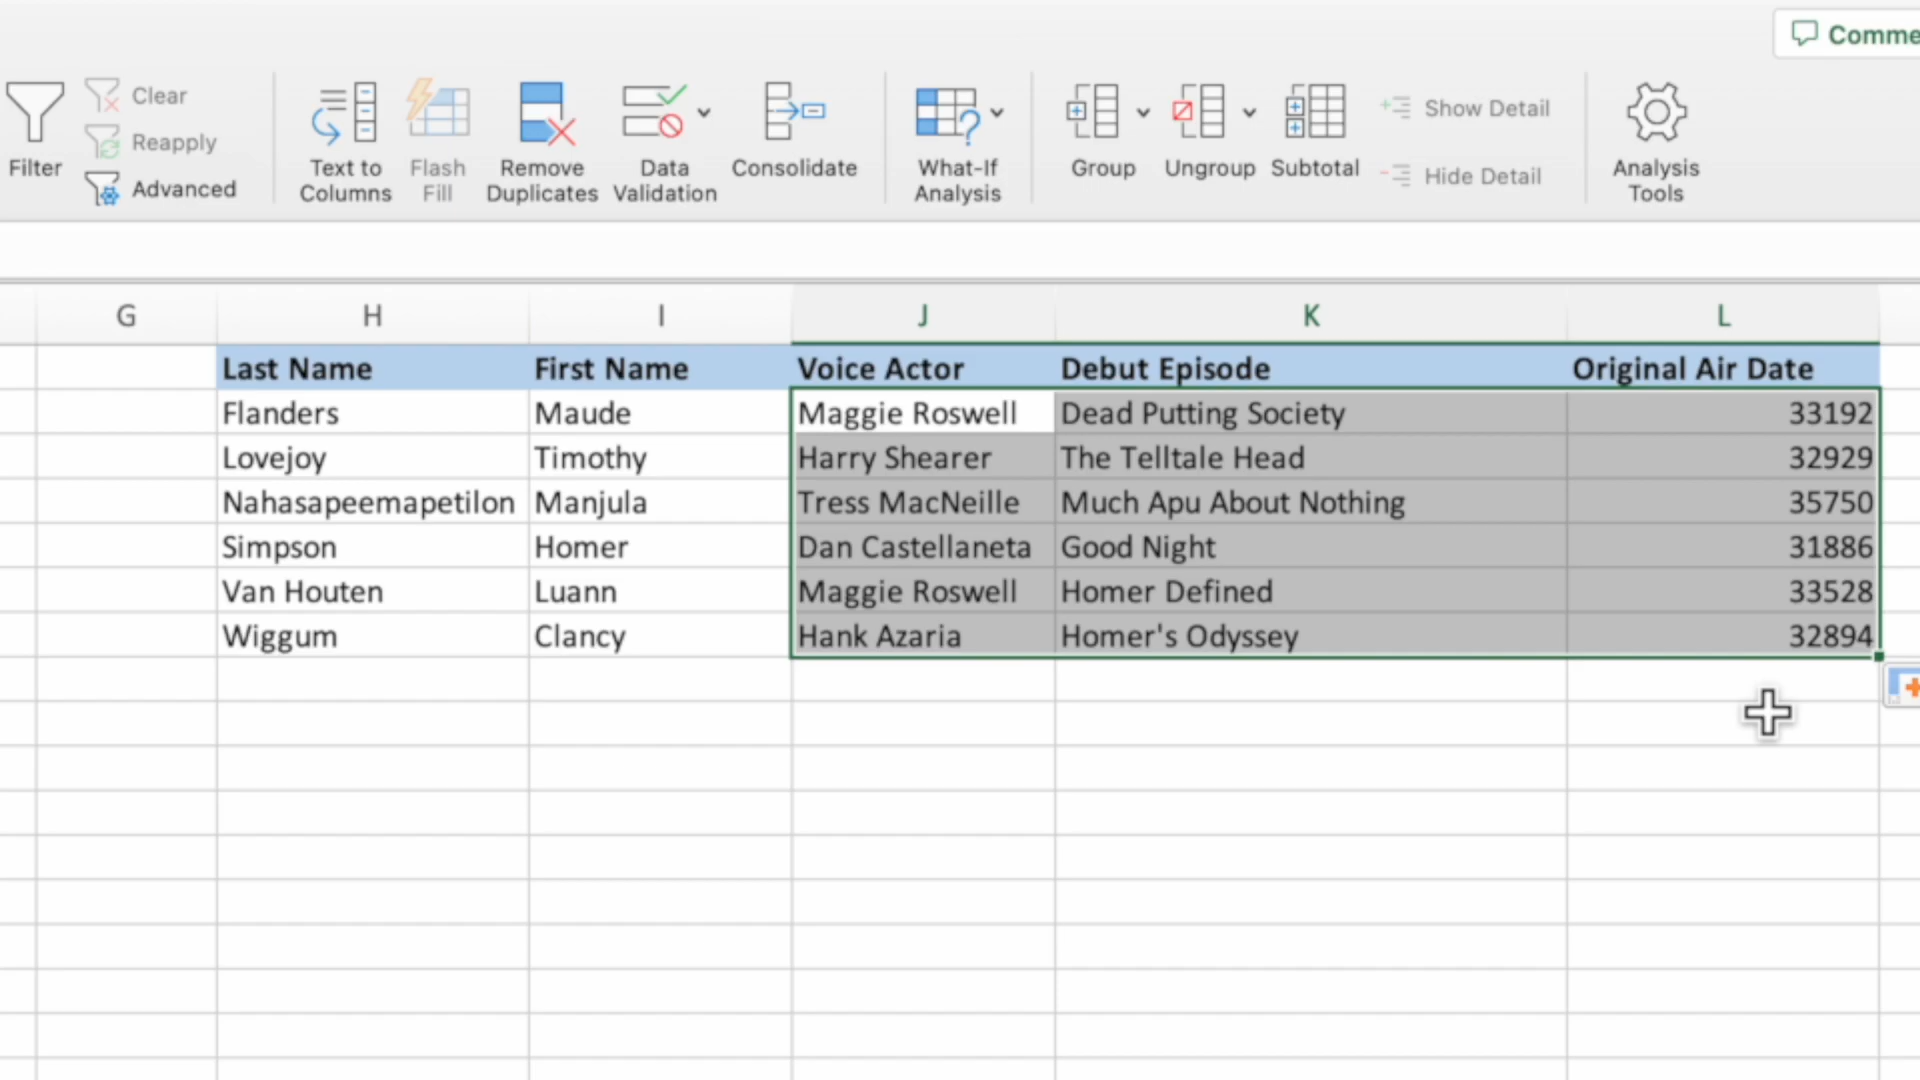 Comme
Filter
Clear
Reapply
Advanced
Text to
Columns
Flash
Fill
Remove
Duplicates
Data
Validation
Consolidate
What-If
Analysis
Group
Ungroup
Subtotal
Show Detail
Hide Detail
Analysis
Tools
G H I J K L
Last Name First Name Voice Actor Debut Episode Original Air Date
Flanders Maude Maggie Roswell Dead Putting Society 33192
Lovejoy Timothy Harry Shearer The Telltale Head 32929
Nahasapeemapetilon Manjula Tress MacNeille Much Apu About Nothing 35750
Simpson Homer Dan Castellaneta Good Night 31886
Van Houten Luann Maggie Roswell Homer Defined 33528
Wiggum Clancy Hank Azaria Homer's Odyssey 32894